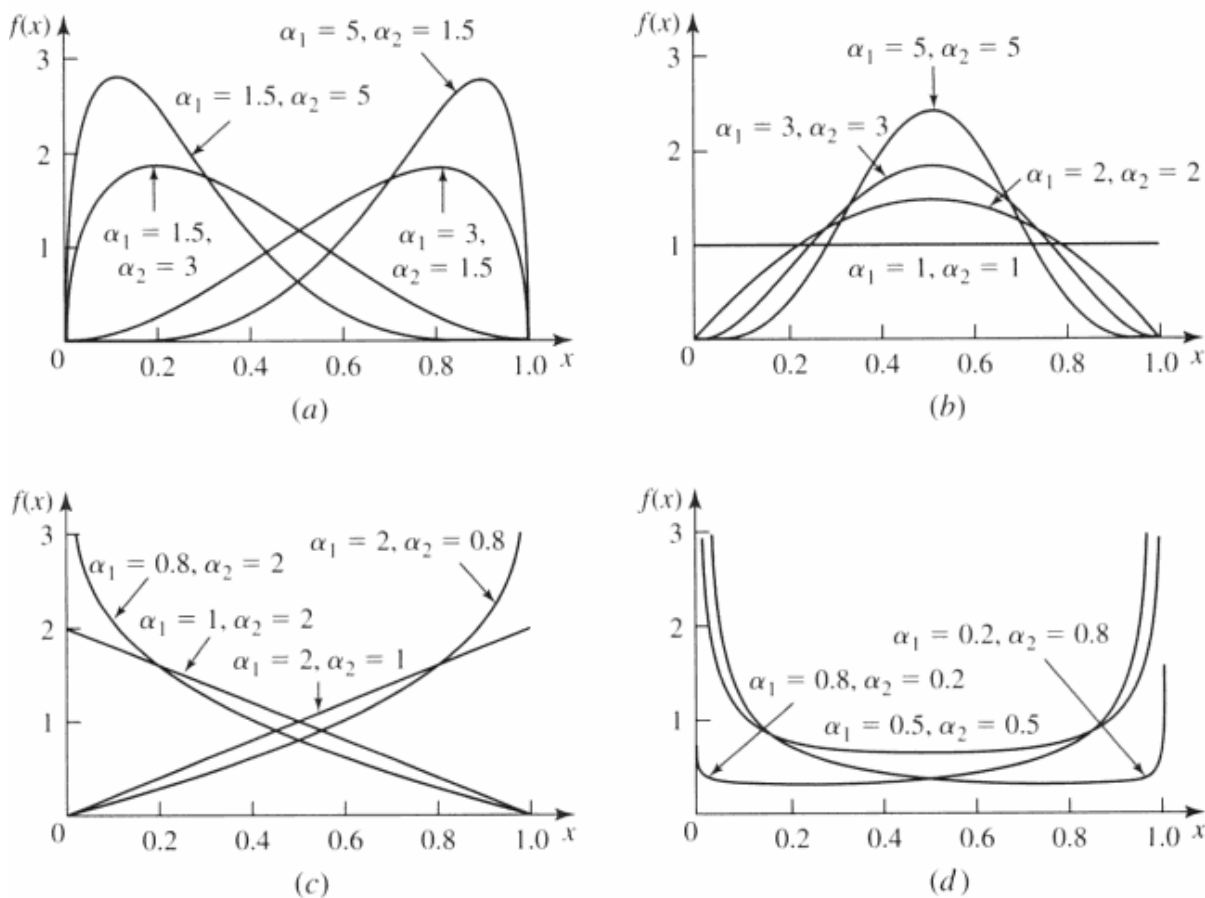 f(x)
α₁ = 5, α₂ = 1.5
3
α₁ = 1.5, α₂ = 5
2
α₁ = 1.5,
α₂ = 3
α₁ = 3,
α₂ = 1.5
1
0 0.2 0.4 0.6 0.8 1.0 x
(a)
f(x)
α₁ = 5, α₂ = 5
3
α₁ = 3, α₂ = 3
2
α₁ = 2, α₂ = 2
1
α₁ = 1, α₂ = 1
0 0.2 0.4 0.6 0.8 1.0 x
(b)
f(x)
3
α₁ = 2, α₂ = 0.8
α₁ = 0.8, α₂ = 2
2
α₁ = 1, α₂ = 2
α₁ = 2, α₂ = 1
1
0 0.2 0.4 0.6 0.8 1.0 x
(c)
f(x)
3
2
α₁ = 0.2, α₂ = 0.8
α₁ = 0.8, α₂ = 0.2
1
α₁ = 0.5, α₂ = 0.5
0 0.2 0.4 0.6 0.8 1.0 x
(d)